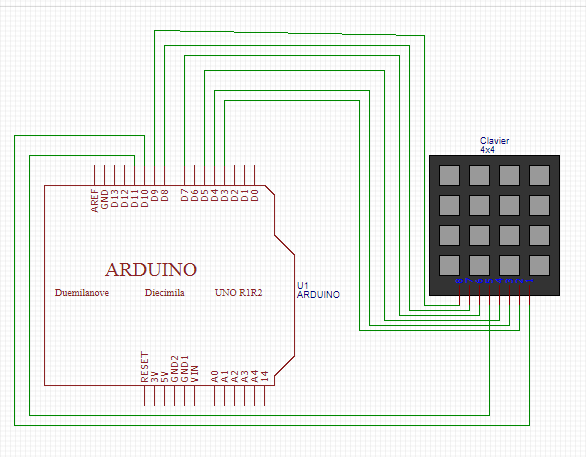 Clavier
4x4
AREF
GND
D13
D12
D11
D10
D9
D8
D7
D6
D5
D4
D3
D2
D1
D0
ARDUINO
Duemilanove
Diecimila
UNO R1R2
U1
ARDUINO
RESET
3V
5V
GND2
GND1
VIN
A0
A1
A2
A3
A4
14